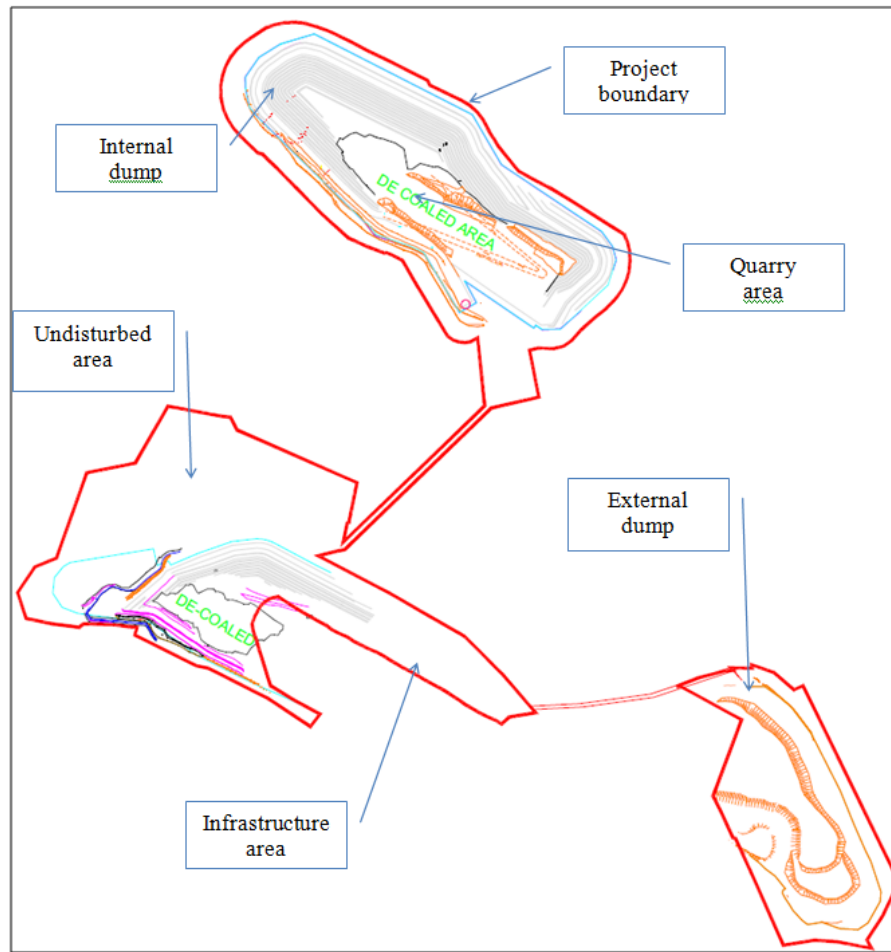 Project
boundary
Internal
dump
DE COALED AREA
Quarry
area
Undisturbed
area
External
dump
DE-COALED
Infrastructure
area